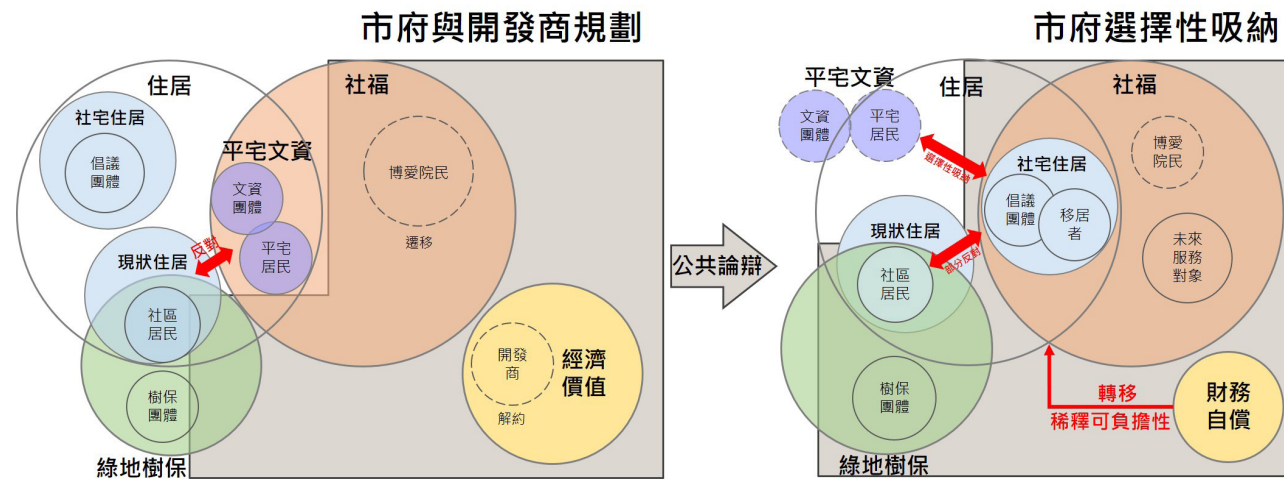 市府與開發商規劃
住居
社福
社宅住居
倡議
團體
平宅文資
文資
團體
平宅
居民
博愛院民
遷移
反對
現狀住居
社區
居民
樹保
團體
綠地樹保
開發
商
解約
經濟
價值
公共論辯
市府選擇性吸納
平宅文資
文資
團體
平宅
居民
住居
社福
選擇性吸納
社宅住居
倡議
團體
移居
者
博愛
院民
未來
服務
對象
現狀住居
部分反對
社區
居民
樹保
團體
綠地樹保
轉移
稀釋可負擔性
財務
自償